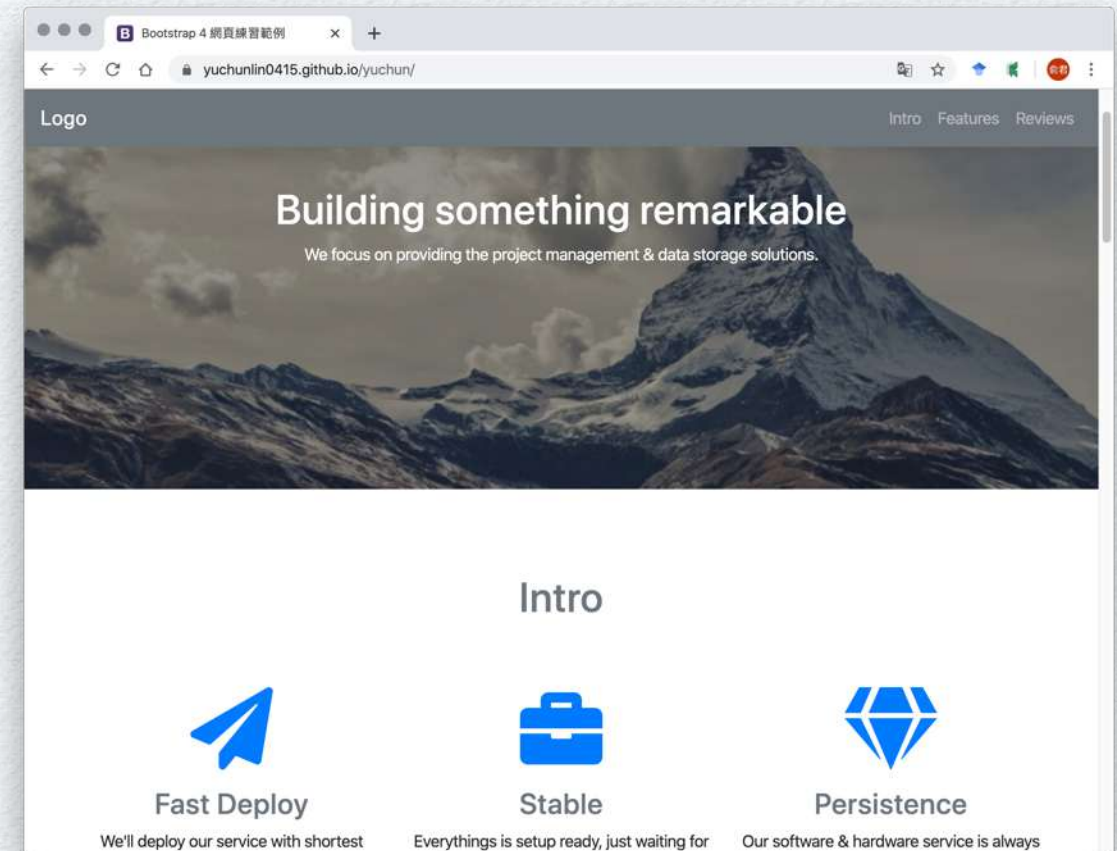 Bootstrap 4 網頁練習範例
yuchunlin0415.github.io/yuchun/
俞君
Logo
Intro Features Reviews
Building something remarkable
We focus on providing the project management & data storage solutions.
Intro
Fast Deploy
We'll deploy our service with shortest
Stable
Everythings is setup ready, just waiting for
Persistence
Our software & hardware service is always